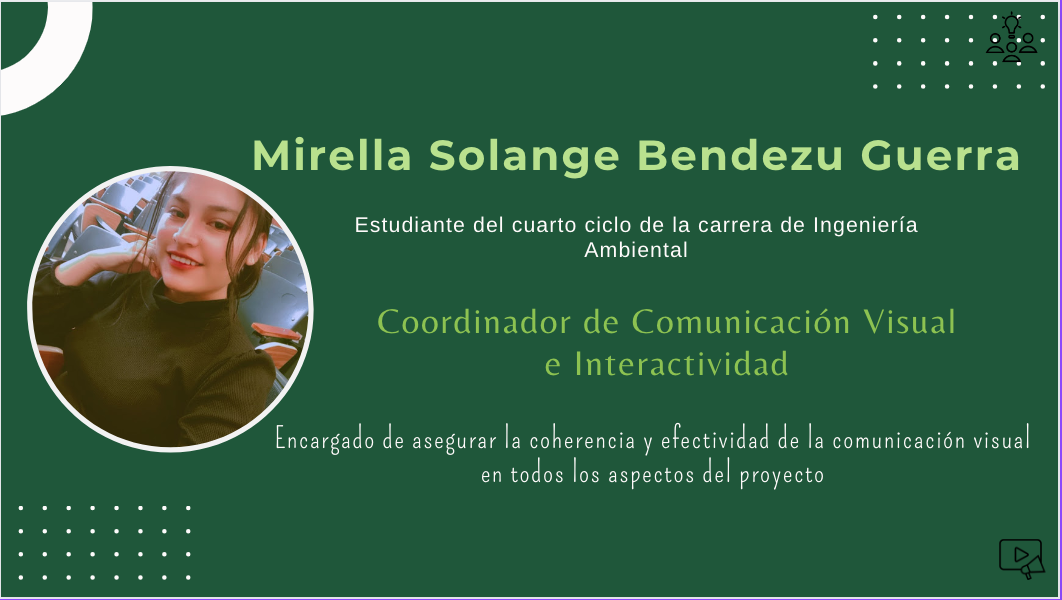 Mirella Solange Bendezu Guerra
Estudiante del cuarto ciclo de la carrera de Ingeniería
Ambiental
Coordinador de Comunicación Visual
e Interactividad
Encargado de asegurar la coherencia y efectividad de la comunicación visual
en todos los aspectos del proyecto